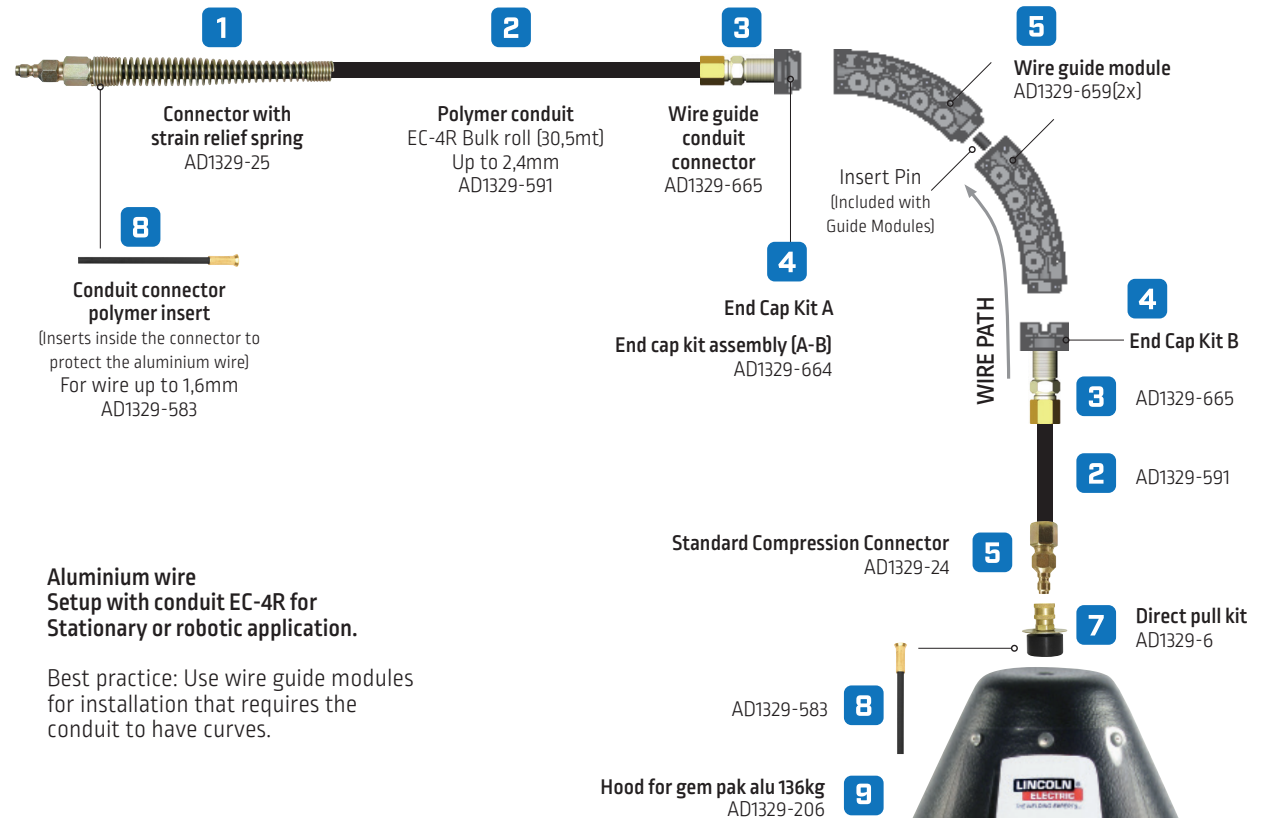 1
2
3
5
Connector with
strain relief spring
AD1329-25
Polymer conduit
EC-4R Bulk roll (30,5mt)
Up to 2,4mm
AD1329-591
Wire guide
conduit
connector
AD1329-665
Wire guide module
AD1329-659(2x)
Insert Pin
(Included with
Guide Modules)
8
Conduit connector
polymer insert
(Inserts inside the connector to
protect the aluminium wire)
For wire up to 1,6mm
AD1329-583
4
End Cap Kit A
End cap kit assembly (A-B)
AD1329-664
WIRE PATH
4
End Cap Kit B
3
AD1329-665
2
AD1329-591
Standard Compression Connector
AD1329-24
5
7
Direct pull kit
AD1329-6
Aluminium wire
Setup with conduit EC-4R for
Stationary or robotic application.
Best practice: Use wire guide modules
for installation that requires the
conduit to have curves.
AD1329-583
8
Hood for gem pak alu 136kg
AD1329-206
9
LINCOLN
ELECTRIC
THE WELDING EXPERTS